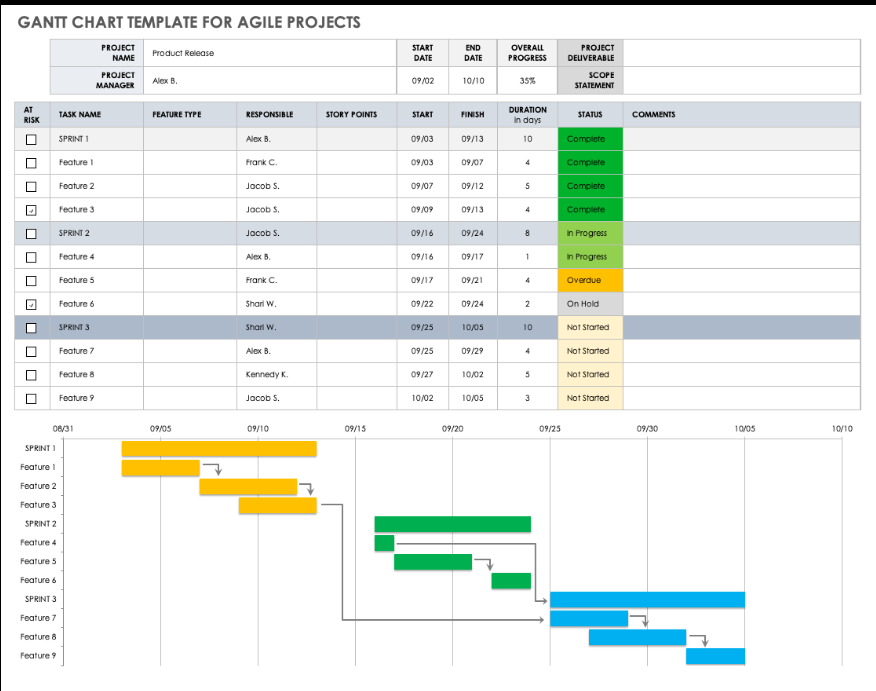 GANTT CHART TEMPLATE FOR AGILE PROJECTS
PROJECT NAME Product Release START DATE END DATE OVERALL PROGRESS PROJECT DELIVERABLE
PROJECT MANAGER Alex B. 09/02 10/10 35% SCOPE STATEMENT
AT RISK TASK NAME FEATURE TYPE RESPONSIBLE STORY POINTS START FINISH DURATION in days STATUS COMMENTS
SPRINT 1 Alex B. 09/03 09/13 10 Complete
Feature 1 Frank C. 09/03 09/07 4 Complete
Feature 2 Jacob S. 09/07 09/12 5 Complete
Feature 3 Jacob S. 09/09 09/13 4 Complete
SPRINT 2 Jacob S. 09/16 09/24 8 In Progress
Feature 4 Alex B. 09/16 09/17 1 In Progress
Feature 5 Frank C. 09/17 09/21 4 Overdue
Feature 6 Shari W. 09/22 09/24 2 On Hold
SPRINT 3 Shari W. 09/25 10/05 10 Not Started
Feature 7 Alex B. 09/25 09/29 4 Not Started
Feature 8 Kennedy K. 09/27 10/02 5 Not Started
Feature 9 Jacob S. 10/02 10/05 3 Not Started
08/31 09/05 09/10 09/15 09/20 09/25 09/30 10/05 10/10
SPRINT 1
Feature 1
Feature 2
Feature 3
SPRINT 2
Feature 4
Feature 5
Feature 6
SPRINT 3
Feature 7
Feature 8
Feature 9